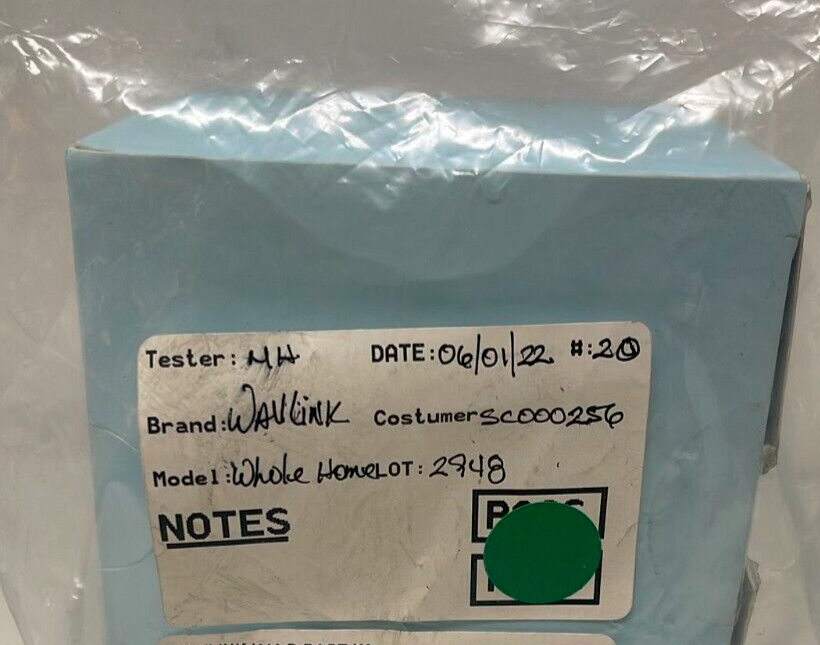 Tester: MH DATE: 06/01/22 #: 20
Brand: WAVLINK Costumer SC000256
Model: Whole Home LOT: 2948
NOTES